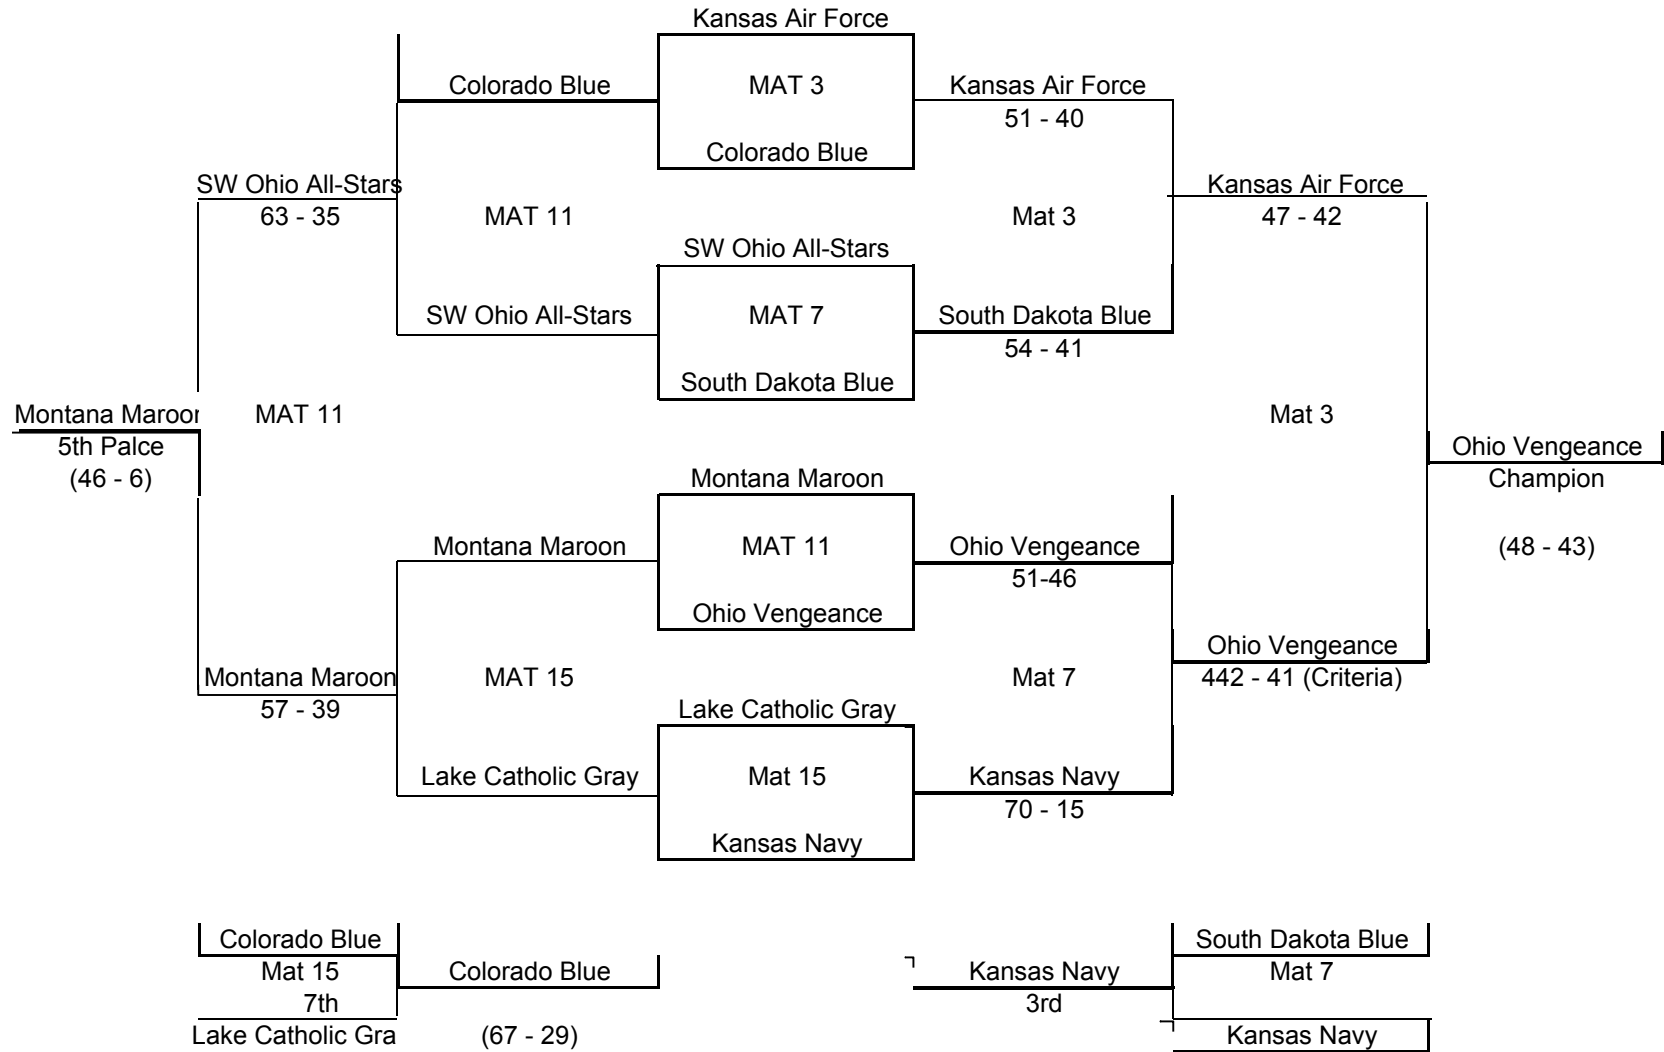 Kansas Air Force
Colorado Blue
MAT 3
Kansas Air Force
51 - 40
Colorado Blue
SW Ohio All-Stars
Kansas Air Force
63 - 35
MAT 11
Mat 3
47 - 42
SW Ohio All-Stars
SW Ohio All-Stars
MAT 7
South Dakota Blue
54 - 41
South Dakota Blue
Montana Maroon
MAT 11
Mat 3
5th Palce
Ohio Vengeance
(46 - 6)
Montana Maroon
Champion
Montana Maroon
MAT 11
Ohio Vengeance
(48 - 43)
51-46
Ohio Vengeance
Ohio Vengeance
Montana Maroon
MAT 15
Mat 7
442 - 41 (Criteria)
57 - 39
Lake Catholic Gray
Lake Catholic Gray
Mat 15
Kansas Navy
70 - 15
Kansas Navy
Colorado Blue
South Dakota Blue
Mat 15
Colorado Blue
Kansas Navy
Mat 7
7th
3rd
Lake Catholic Gra
(67 - 29)
Kansas Navy